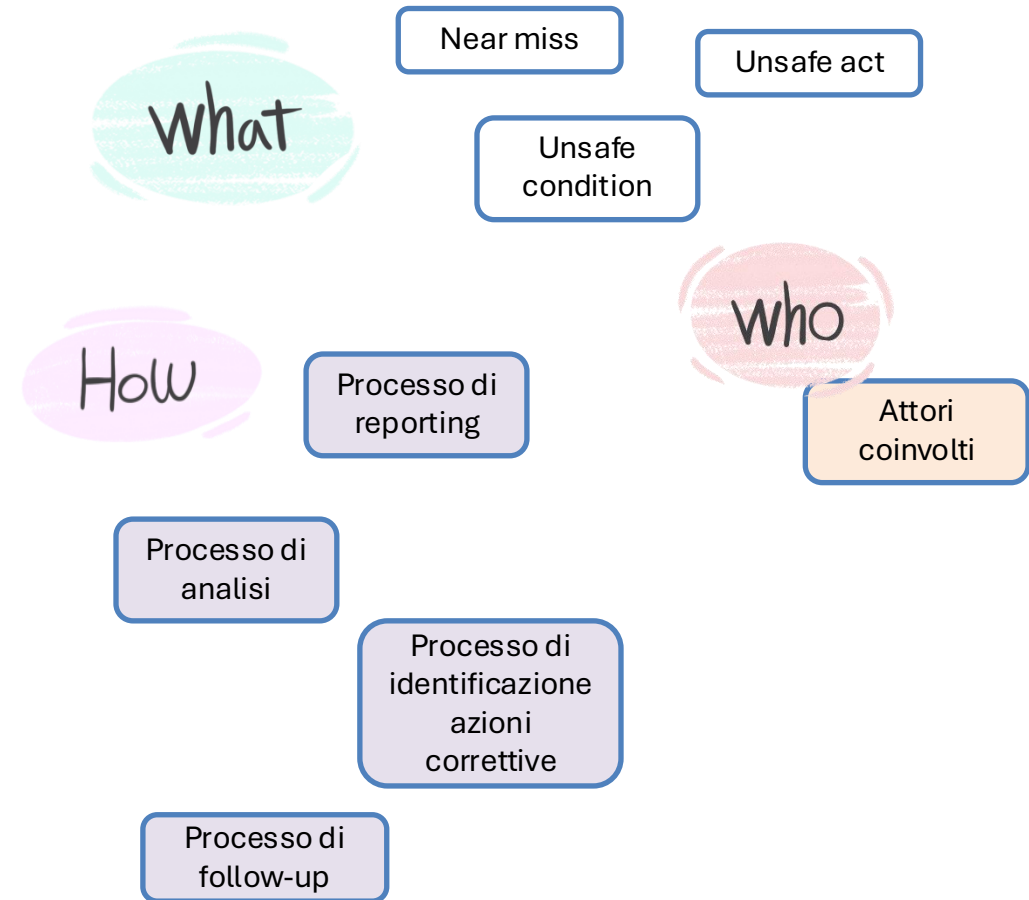 What
Near miss
Unsafe act
Unsafe
condition
Who
Attori
coinvolti
How
Processo di
reporting
Processo di
analisi
Processo di
identificazione
azioni
correttive
Processo di
follow-up